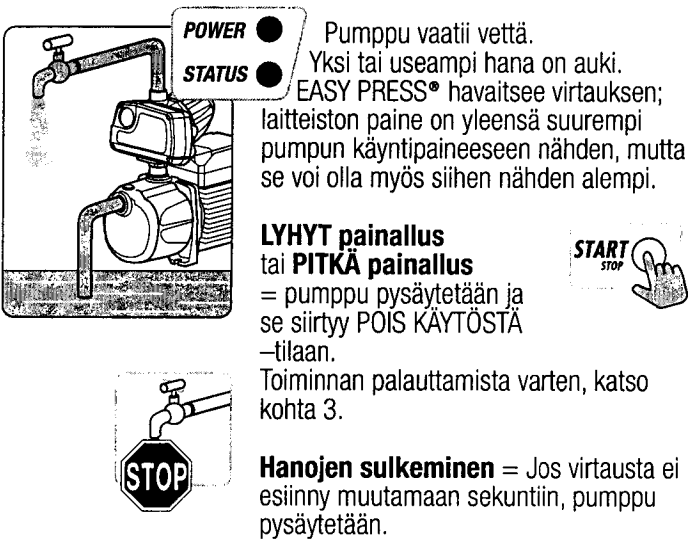 POWER
STATUS
Pumppu vaatii vettä.
Yksi tai useampi hana on auki.
EASY PRESS® havaitsee virtauksen;
laitteiston paine on yleensä suurempi
pumpun käyntipaineeseen nähden, mutta
se voi olla myös siihen nähden alempi.
LYHYT painallus
tai PITKÄ painallus
= pumppu pysäytetään ja
se siirtyy POIS KÄYTÖSTÄ
–tilaan.
Toiminnan palauttamista varten, katso
kohta 3.
START
STOP
STOP
Hanojen sulkeminen = Jos virtausta ei
esiinny muutamaan sekuntiin, pumppu
pysäytetään.